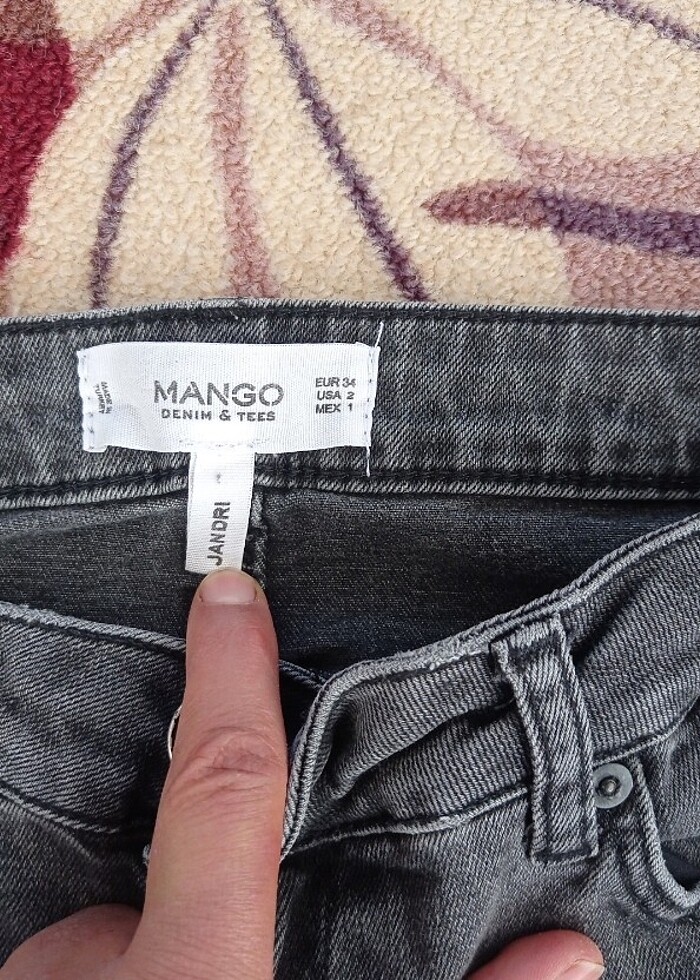 MANGO
DENIM & TEES
EUR 34
USA 2
MEX 1
JANDRI